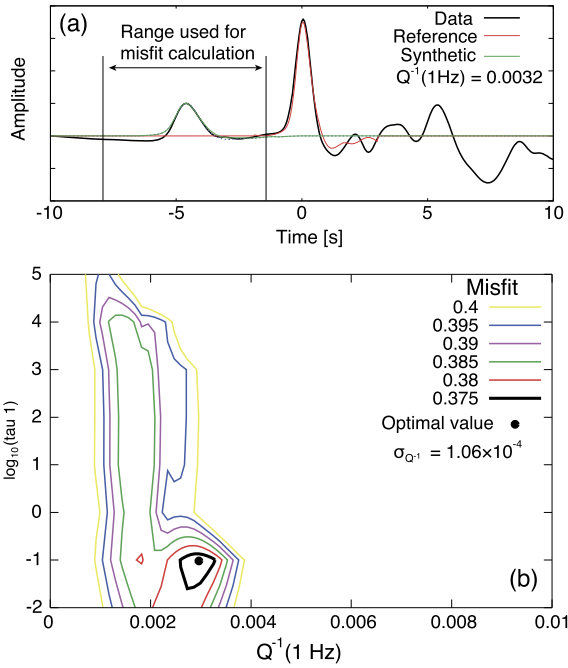 (a)
Range used for
misfit calculation
Data
Reference
Synthetic
Q⁻¹(1Hz) = 0.0032
Amplitude
-10 -5 0 5 10
Time [s]
5
4
3
2
1
0
-1
-2
log₁₀(tau 1)
Misfit
0.4
0.395
0.39
0.385
0.38
0.375
Optimal value
σQ⁻¹ = 1.06×10⁻⁴
(b)
0 0.002 0.004 0.006 0.008 0.01
Q⁻¹(1 Hz)